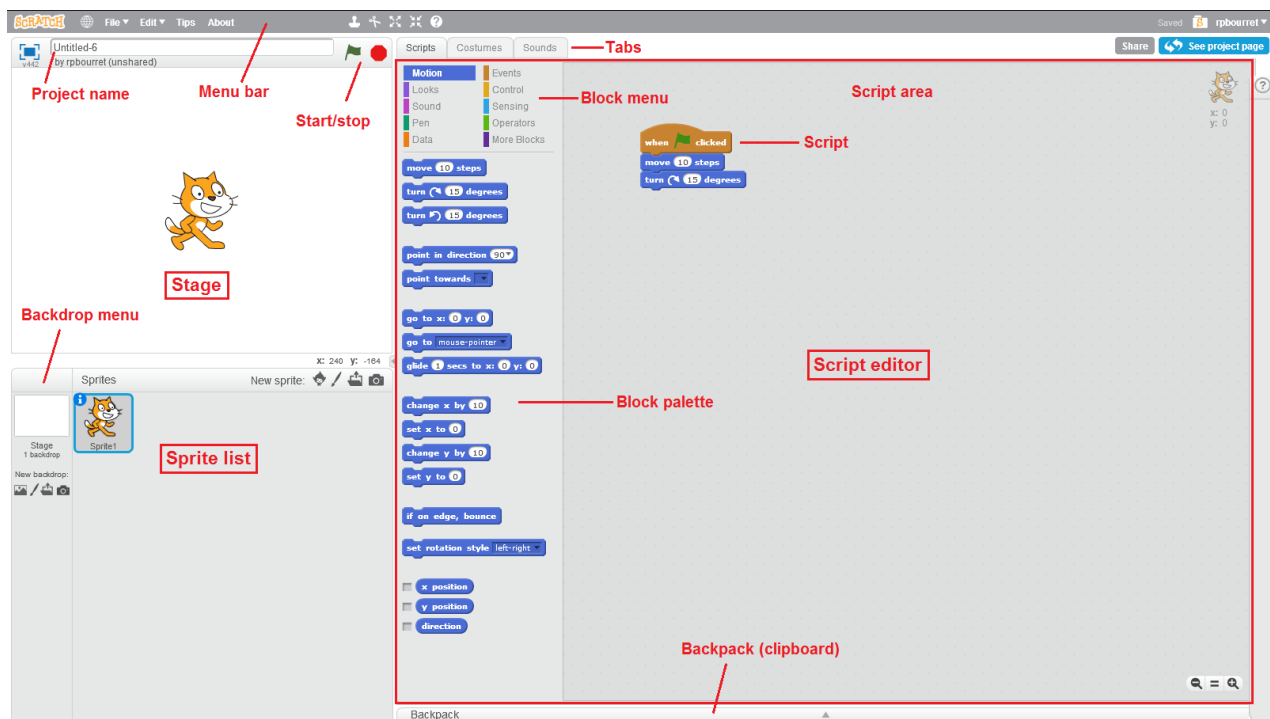 SCRATCH File Edit Tips About Saved rpbourret
Untitled-6
v442 by rpbourret (unshared)
Project name
Menu bar
Start/stop
Stage
Backdrop menu
x: 240 y: -164
Sprites New sprite:
Stage
1 backdrop
New backdrop:
Sprite1
Sprite list
Scripts Costumes Sounds
Tabs
Share See project page
Motion Events
Looks Control
Sound Sensing
Pen Operators
Data More Blocks
Block menu
Script area
x: 0
y: 0
when clicked
move 10 steps
turn 15 degrees
Script
move 10 steps
turn 15 degrees
turn 15 degrees
point in direction 90
point towards
go to x: 0 y: 0
go to mouse-pointer
glide 1 secs to x: 0 y: 0
change x by 10
set x to 0
change y by 10
set y to 0
if on edge, bounce
set rotation style left-right
x position
y position
direction
Block palette
Script editor
Backpack (clipboard)
Backpack